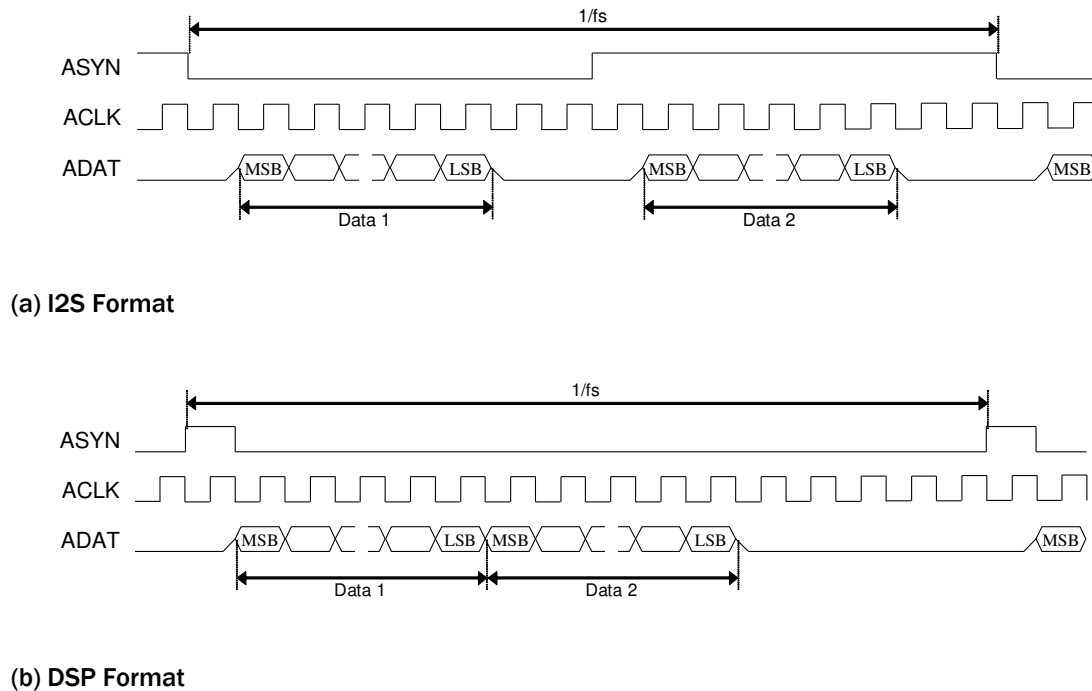 1/fs
ASYN
ACLK
ADAT MSB LSB MSB LSB MSB
Data 1 Data 2
(a) I2S Format
1/fs
ASYN
ACLK
ADAT MSB LSB MSB LSB MSB
Data 1 Data 2
(b) DSP Format